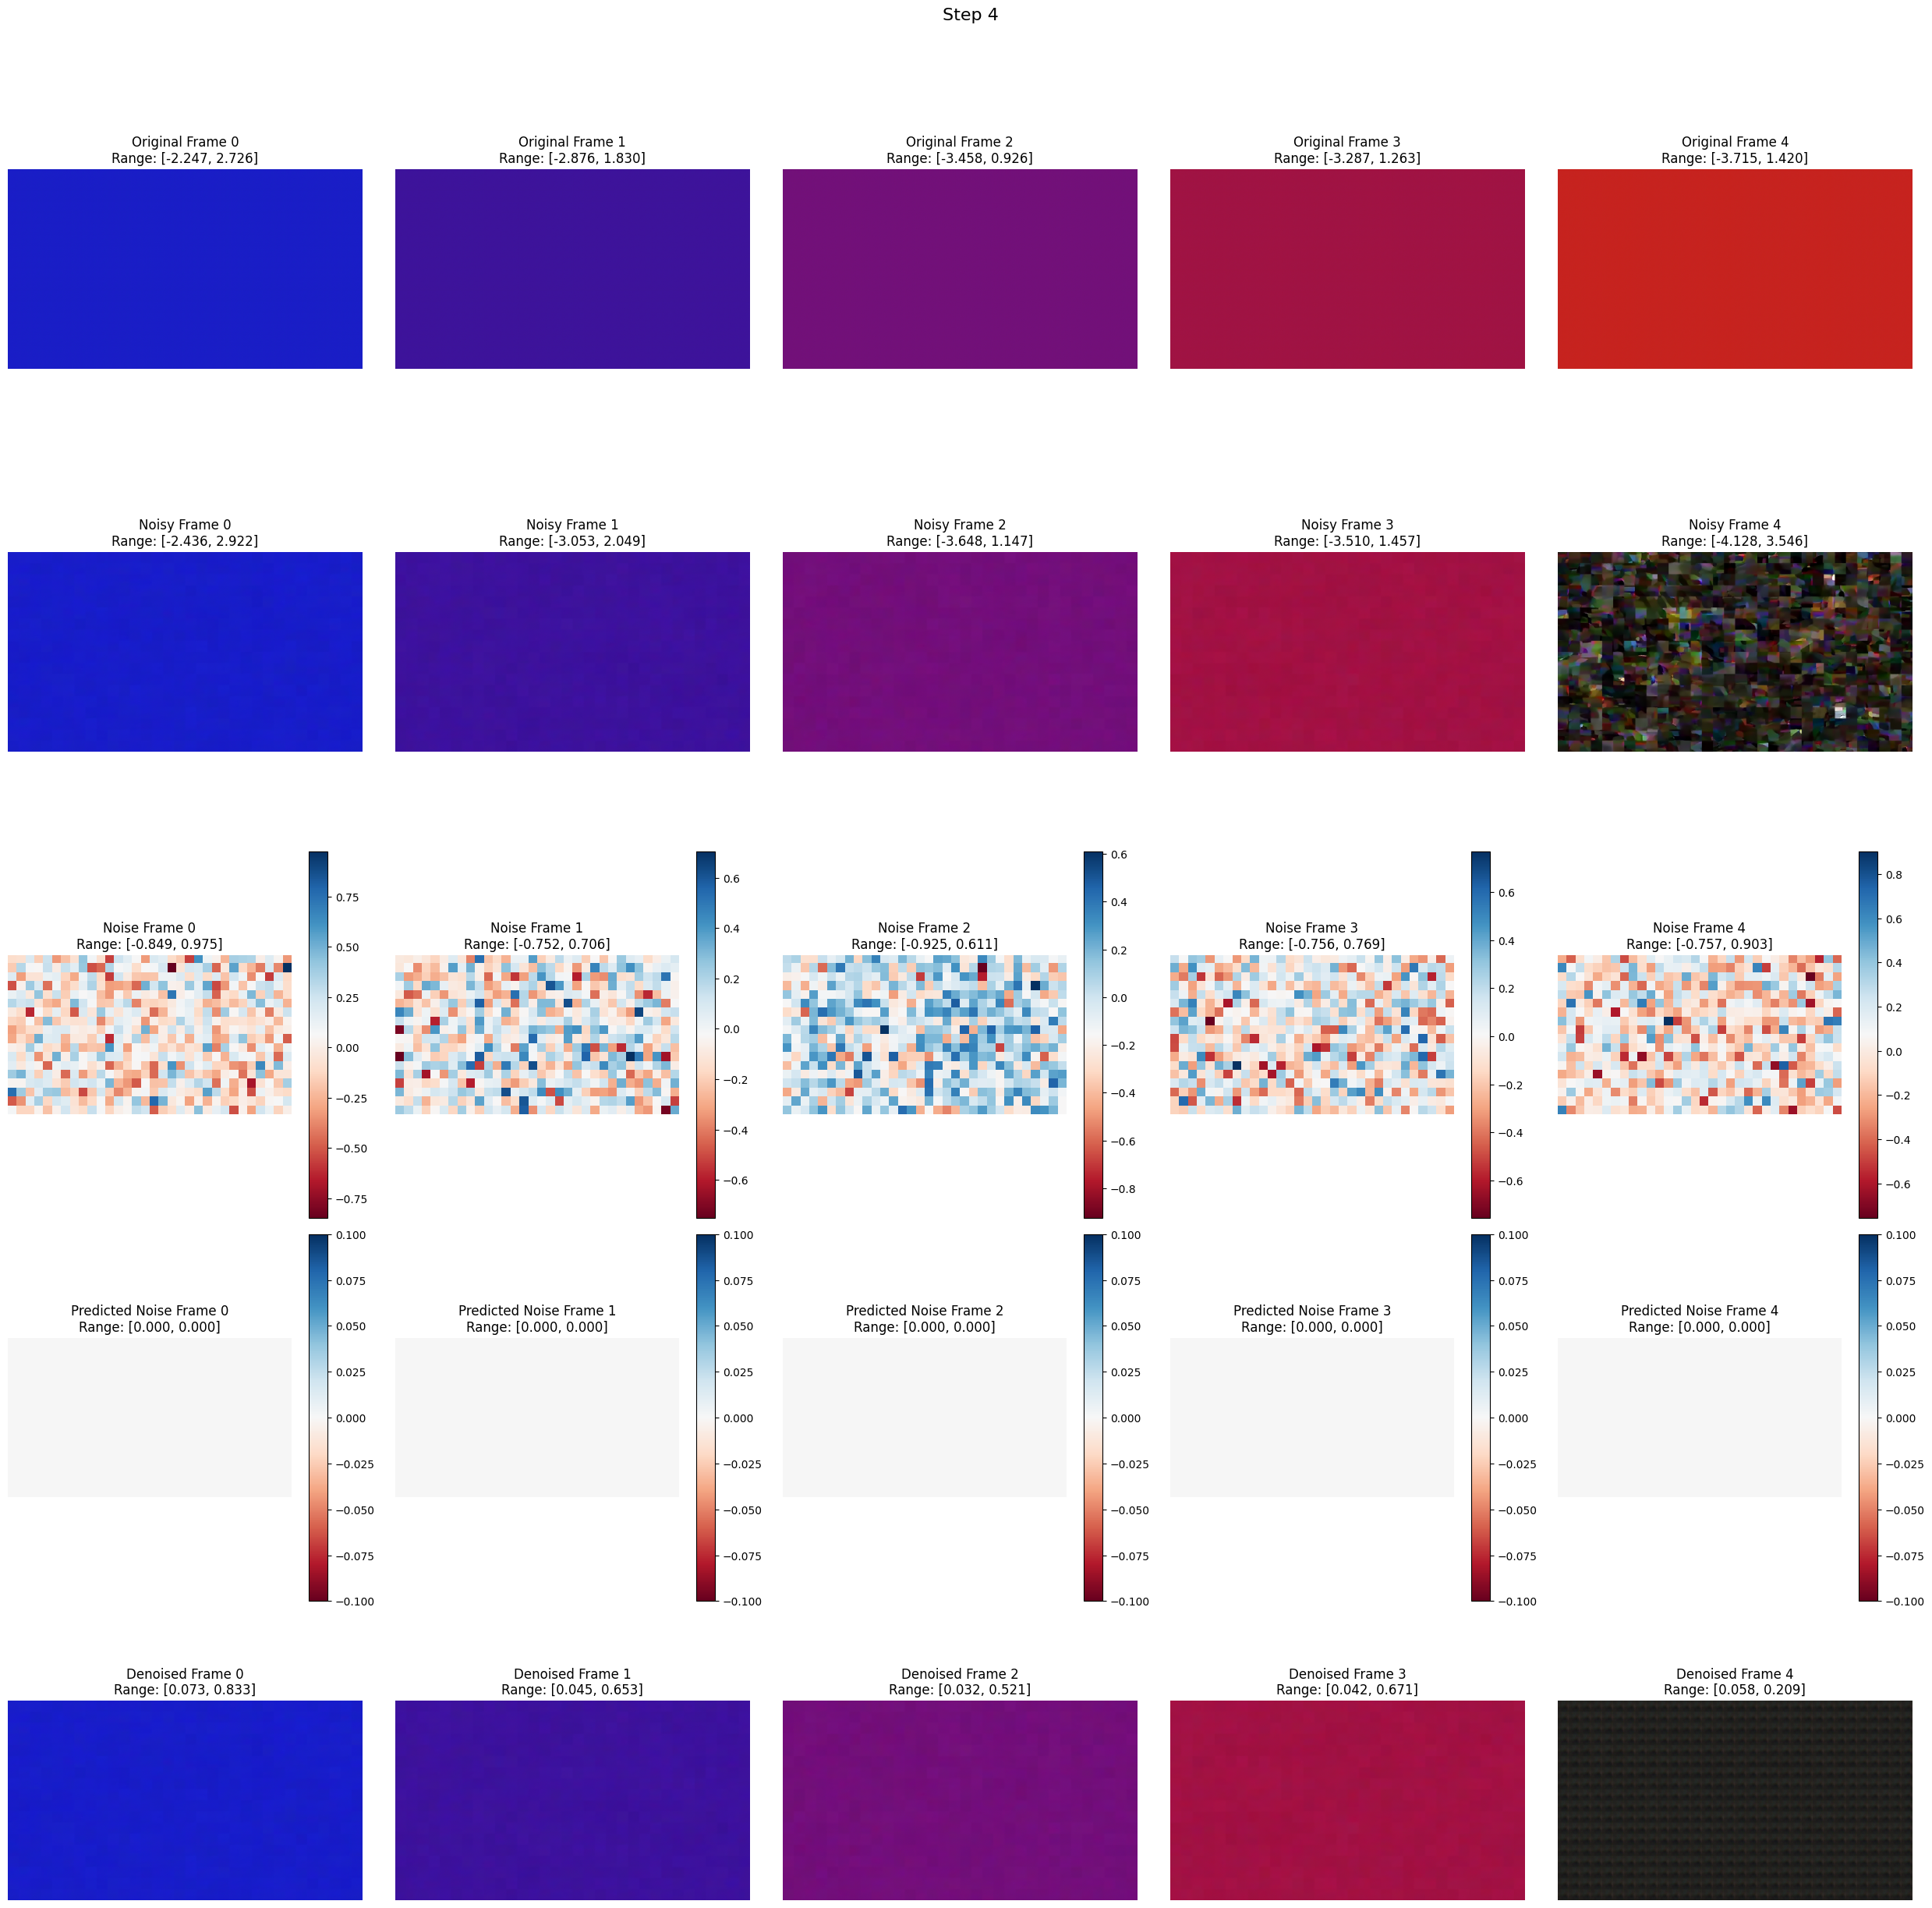 Step 4
Original Frame 0
Range: [-2.247, 2.726]
Original Frame 1
Range: [-2.876, 1.830]
Original Frame 2
Range: [-3.458, 0.926]
Original Frame 3
Range: [-3.287, 1.263]
Original Frame 4
Range: [-3.715, 1.420]
Noisy Frame 0
Range: [-2.436, 2.922]
Noisy Frame 1
Range: [-3.053, 2.049]
Noisy Frame 2
Range: [-3.648, 1.147]
Noisy Frame 3
Range: [-3.510, 1.457]
Noisy Frame 4
Range: [-4.128, 3.546]
Noise Frame 0
Range: [-0.849, 0.975]
0.75
0.50
0.25
0.00
−0.25
−0.50
−0.75
Noise Frame 1
Range: [-0.752, 0.706]
0.6
0.4
0.2
0.0
−0.2
−0.4
−0.6
Noise Frame 2
Range: [-0.925, 0.611]
0.6
0.4
0.2
0.0
−0.2
−0.4
−0.6
−0.8
Noise Frame 3
Range: [-0.756, 0.769]
0.6
0.4
0.2
0.0
−0.2
−0.4
−0.6
Noise Frame 4
Range: [-0.757, 0.903]
0.8
0.6
0.4
0.2
0.0
−0.2
−0.4
−0.6
Predicted Noise Frame 0
Range: [0.000, 0.000]
0.100
0.075
0.050
0.025
0.000
−0.025
−0.050
−0.075
−0.100
Predicted Noise Frame 1
Range: [0.000, 0.000]
0.100
0.075
0.050
0.025
0.000
−0.025
−0.050
−0.075
−0.100
Predicted Noise Frame 2
Range: [0.000, 0.000]
0.100
0.075
0.050
0.025
0.000
−0.025
−0.050
−0.075
−0.100
Predicted Noise Frame 3
Range: [0.000, 0.000]
0.100
0.075
0.050
0.025
0.000
−0.025
−0.050
−0.075
−0.100
Predicted Noise Frame 4
Range: [0.000, 0.000]
0.100
0.075
0.050
0.025
0.000
−0.025
−0.050
−0.075
−0.100
Denoised Frame 0
Range: [0.073, 0.833]
Denoised Frame 1
Range: [0.045, 0.653]
Denoised Frame 2
Range: [0.032, 0.521]
Denoised Frame 3
Range: [0.042, 0.671]
Denoised Frame 4
Range: [0.058, 0.209]